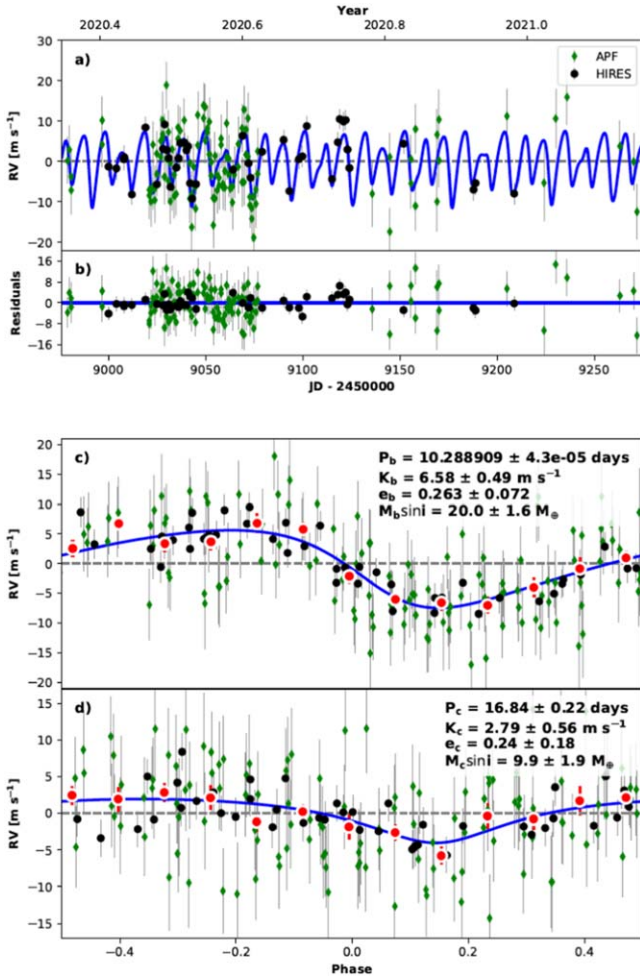 Year
2020.4 2020.6 2020.8 2021.0
a)
APF
HIRES
30
20
10
0
−10
−20
RV [m s⁻¹]
b)
16
8
0
−8
−16
Residuals
9000 9050 9100 9150 9200 9250
JD - 2450000
c)
P_b = 10.288909 ± 4.3e-05 days
K_b = 6.58 ± 0.49 m s⁻¹
e_b = 0.263 ± 0.072
M_b sini = 20.0 ± 1.6 M⊕
20
15
10
5
0
−5
−10
−15
−20
RV [m s⁻¹]
d)
P_c = 16.84 ± 0.22 days
K_c = 2.79 ± 0.56 m s⁻¹
e_c = 0.24 ± 0.18
M_c sini = 9.9 ± 1.9 M⊕
15
10
5
0
−5
−10
−15
RV [m s⁻¹]
−0.4 −0.2 0.0 0.2 0.4
Phase